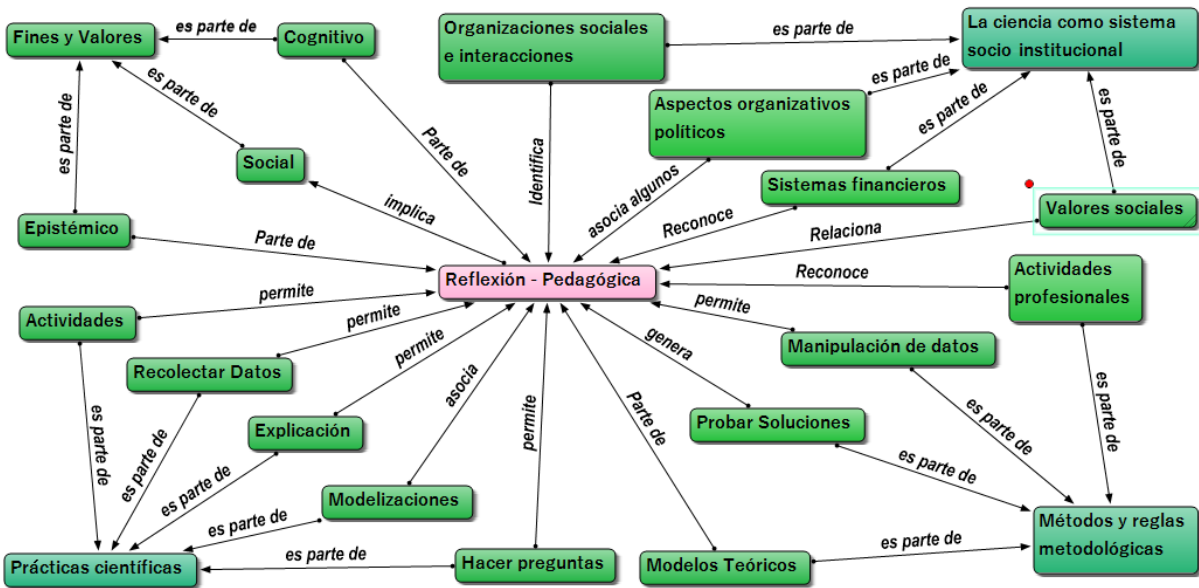 Fines y Valores
es parte de
Cognitivo
Organizaciones sociales
e interacciones
es parte de
La ciencia como sistema
socio institucional
es parte de
es parte de
es parte de
Aspectos organizativos
políticos
es parte de
es parte de
es parte de
Social
Parte de
Identifica
asocia algunos
Sistemas financieros
Valores sociales
implica
Reconoce
Relaciona
Epistémico
Parte de
Reflexión - Pedagógica
Reconoce
Actividades
profesionales
permite
Actividades
permite
permite
genera
Manipulación de datos
Recolectar Datos
permite
asocia
permite
Parte de
Probar Soluciones
es parte de
es parte de
es parte de
Explicación
es parte de
es parte de
es parte de
Modelizaciones
es parte de
es parte de
Métodos y reglas
metodológicas
Prácticas científicas
es parte de
Hacer preguntas
Modelos Teóricos
es parte de